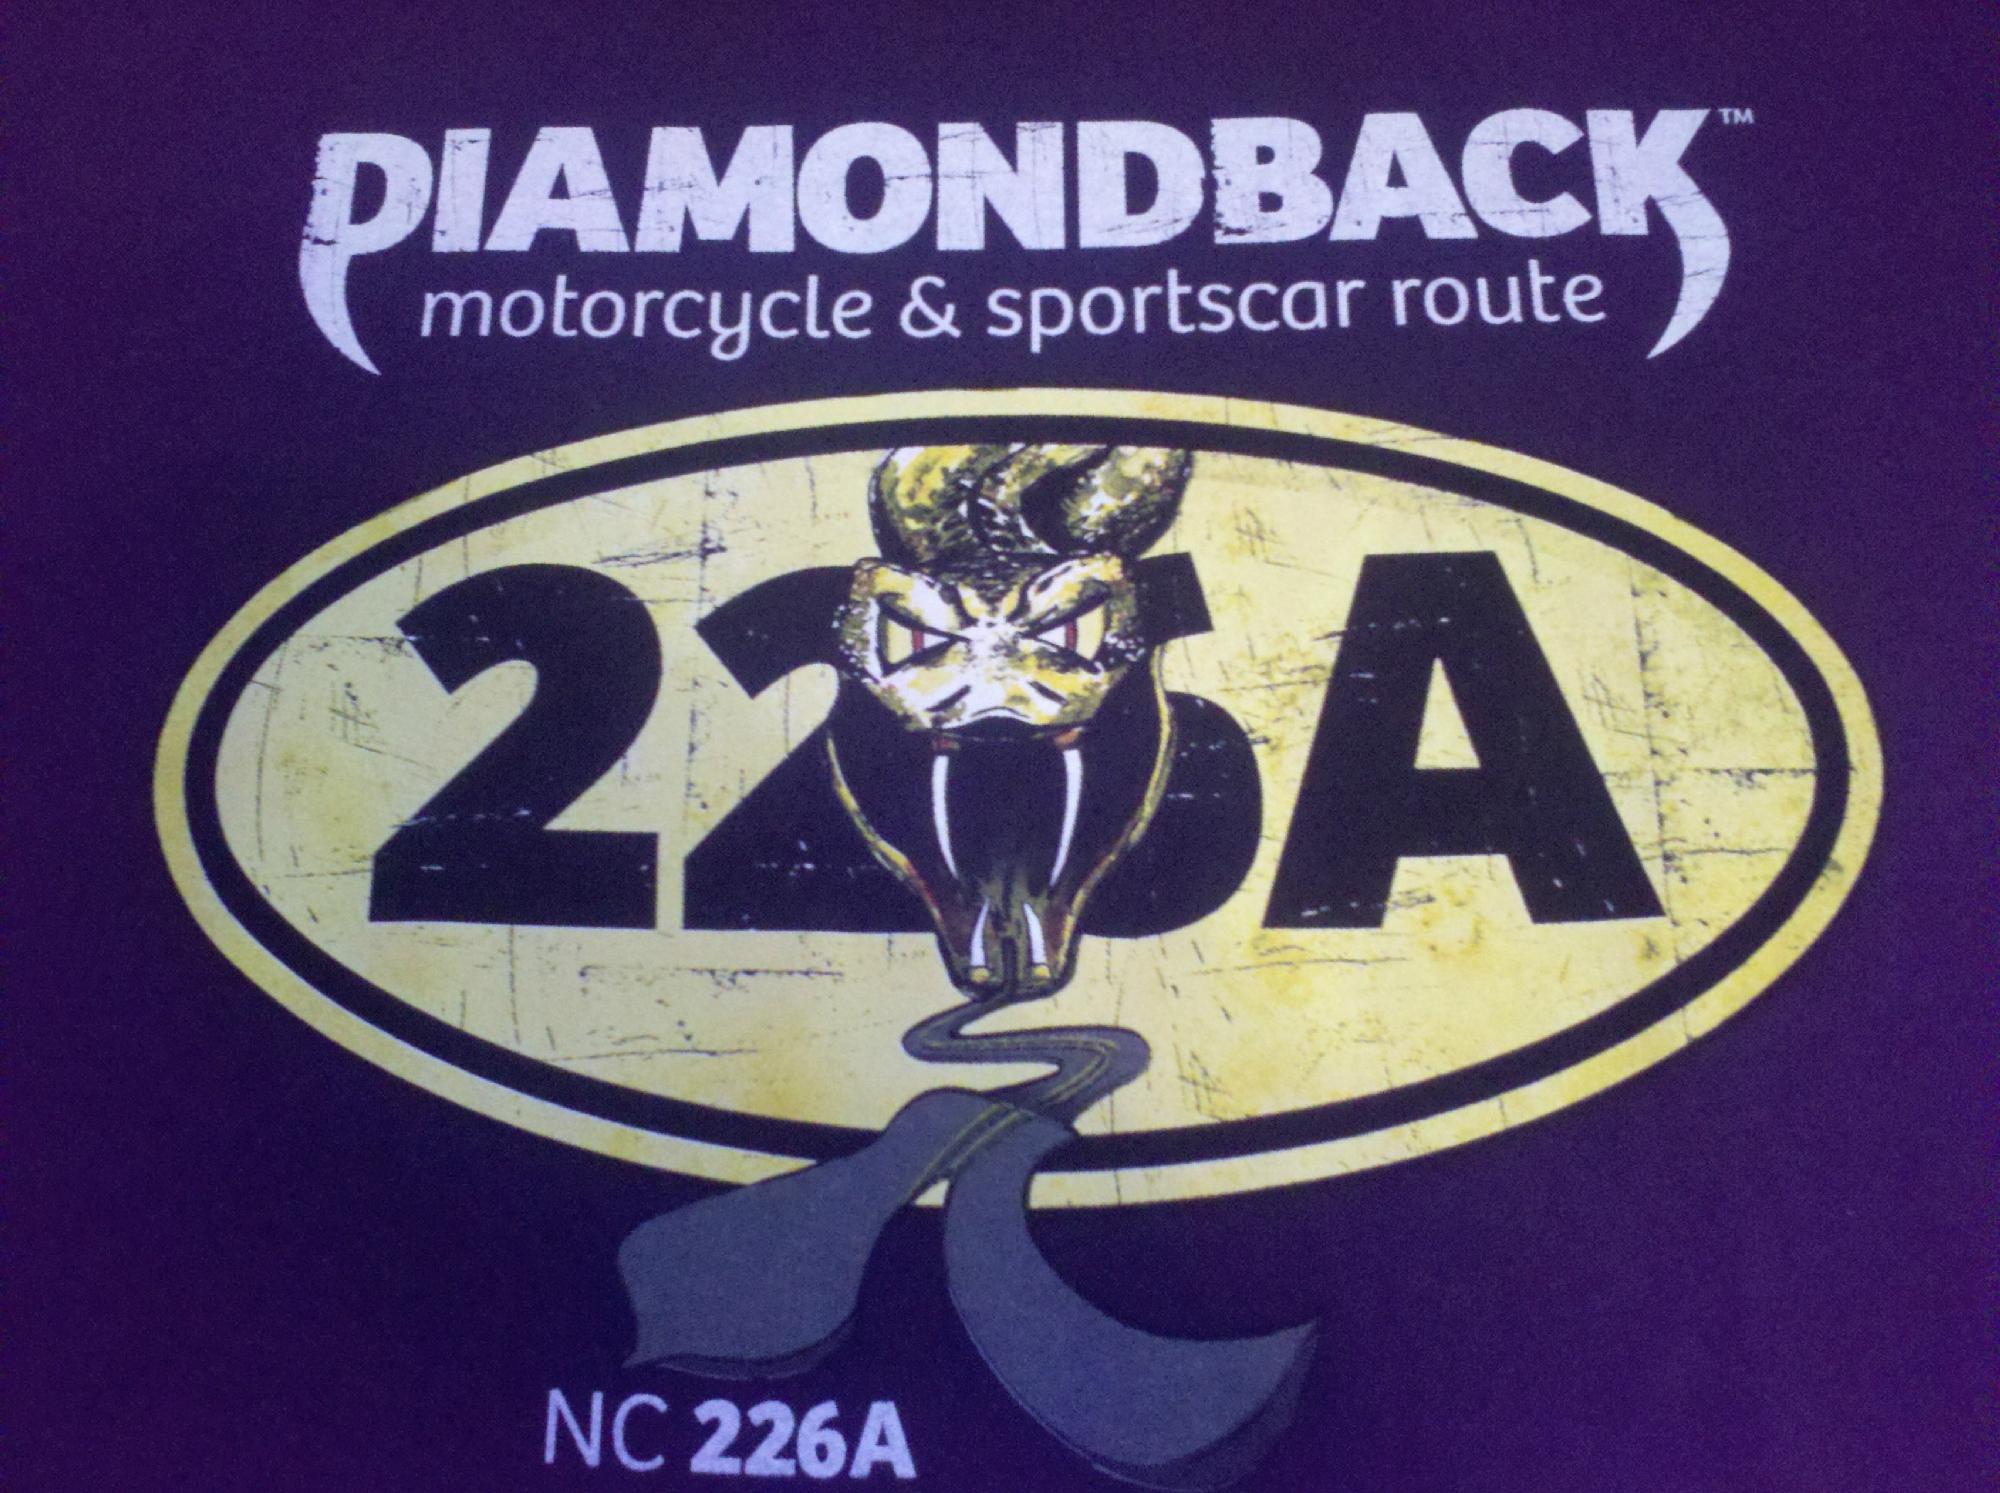 DIAMONDBACK™
motorcycle & sportscar route
226A
NC 226A